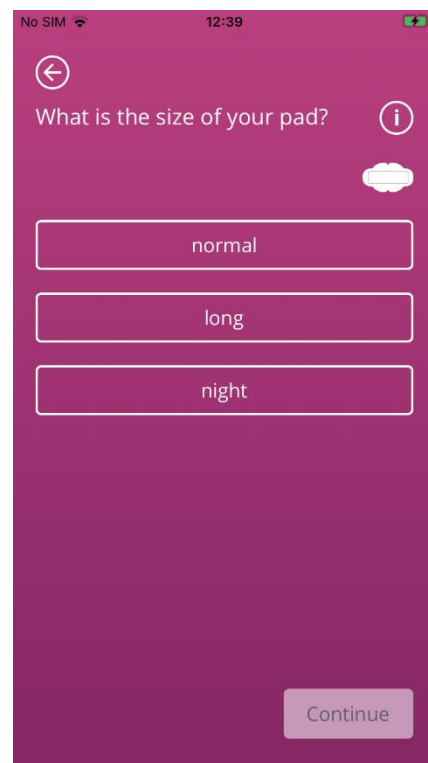 No SIM 12:39
What is the size of your pad?
i
normal
long
night
Continue